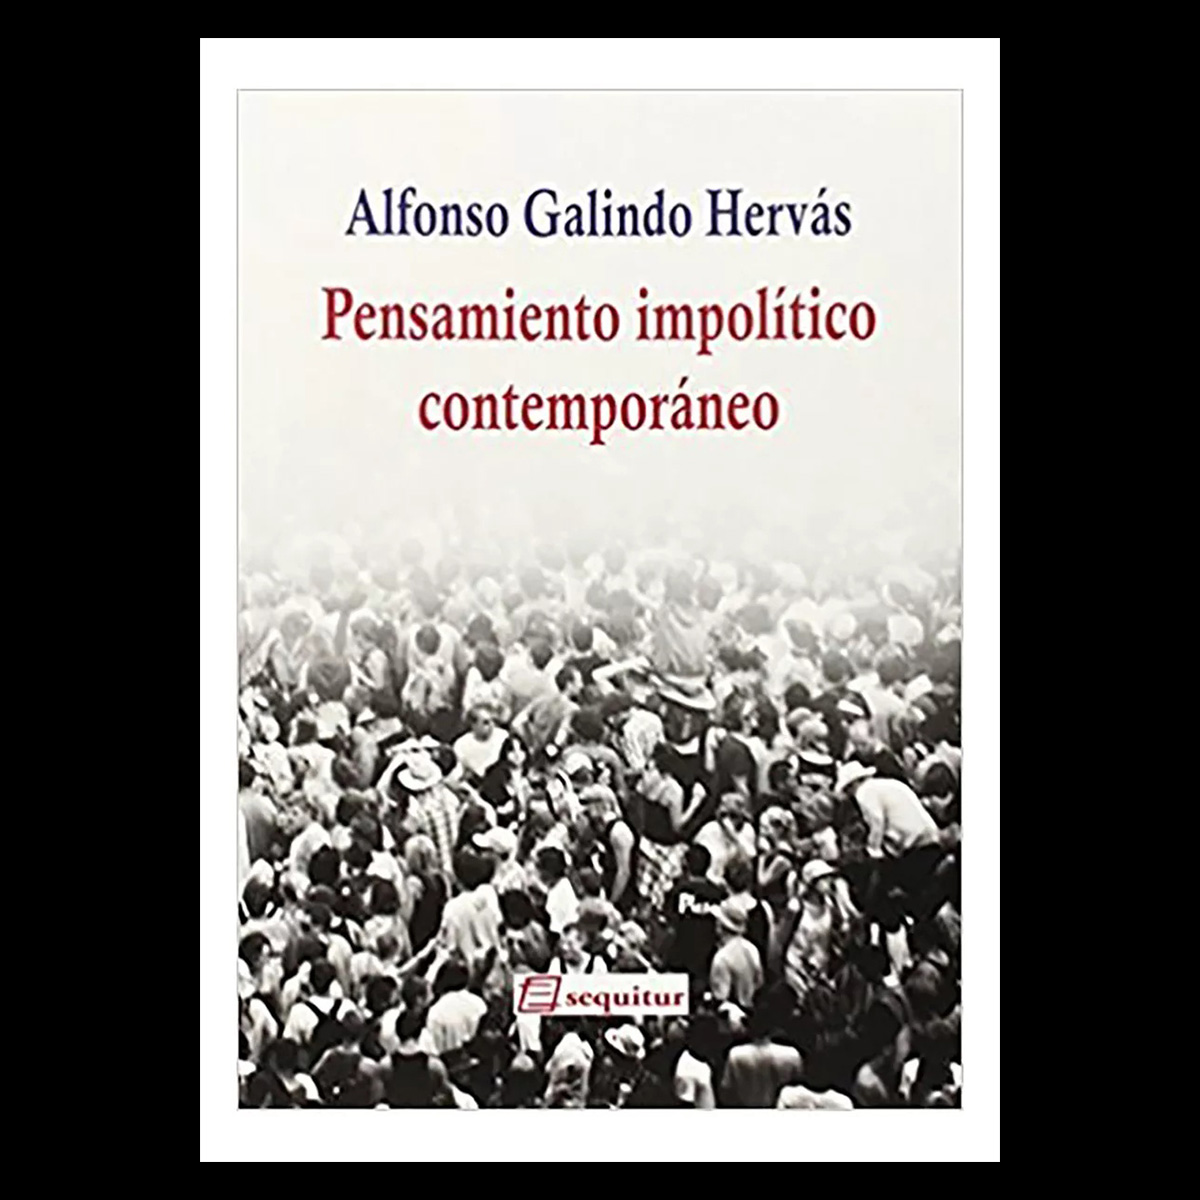 Alfonso Galindo Hervás
Pensamiento impolítico
contemporáneo
sequitur